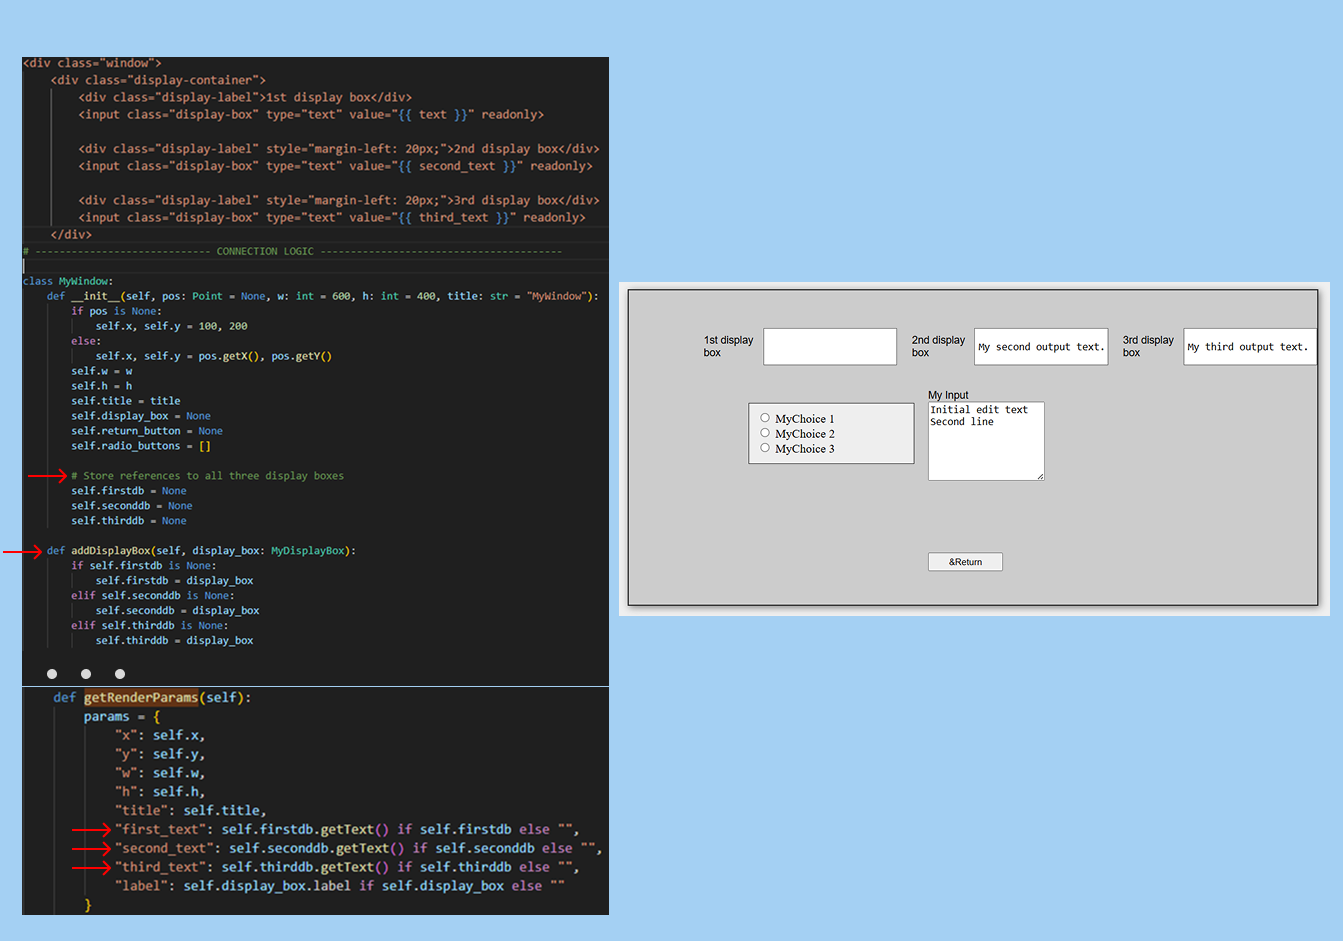 <div class="window">
<div class="display-container">
<div class="display-label">1st display box</div>
<input class="display-box" type="text" value="{{ text }}" readonly>
<div class="display-label" style="margin-left: 20px;">2nd display box</div>
<input class="display-box" type="text" value="{{ second_text }}" readonly>
<div class="display-label" style="margin-left: 20px;">3rd display box</div>
<input class="display-box" type="text" value="{{ third_text }}" readonly>
</div>
# ----------------------------- CONNECTION LOGIC ----------------------------------------
class MyWindow:
def __init__(self, pos: Point = None, w: int = 600, h: int = 400, title: str = "MyWindow"):
if pos is None:
self.x, self.y = 100, 200
else:
self.x, self.y = pos.getX(), pos.getY()
self.w = w
self.h = h
self.title = title
self.display_box = None
self.return_button = None
self.radio_buttons = []
# Store references to all three display boxes
self.firstdb = None
self.seconddb = None
self.thirddb = None
def addDisplayBox(self, display_box: MyDisplayBox):
if self.firstdb is None:
self.firstdb = display_box
elif self.seconddb is None:
self.seconddb = display_box
elif self.thirddb is None:
self.thirddb = display_box
def getRenderParams(self):
params = {
"x": self.x,
"y": self.y,
"w": self.w,
"h": self.h,
"title": self.title,
"first_text": self.firstdb.getText() if self.firstdb else "",
"second_text": self.seconddb.getText() if self.seconddb else "",
"third_text": self.thirddb.getText() if self.thirddb else "",
"label": self.display_box.label if self.display_box else ""
}
1st display
box
2nd display
box
My second output text.
3rd display
box
My third output text.
MyChoice 1
MyChoice 2
MyChoice 3
My Input
Initial edit text
Second line
&Return